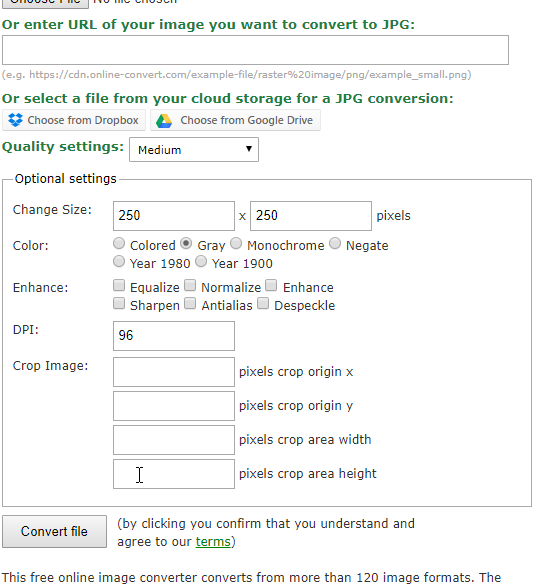 Choose File No file chosen
Or enter URL of your image you want to convert to JPG:
(e.g. https://cdn.online-convert.com/example-file/raster%20image/png/example_small.png)
Or select a file from your cloud storage for a JPG conversion:
Choose from Dropbox Choose from Google Drive
Quality settings: Medium
Optional settings
Change Size: 250 x 250 pixels
Color: Colored Gray Monochrome Negate
Year 1980 Year 1900
Enhance: Equalize Normalize Enhance
Sharpen Antialias Despeckle
DPI: 96
Crop Image: pixels crop origin x
pixels crop origin y
pixels crop area width
pixels crop area height
Convert file (by clicking you confirm that you understand and
agree to our terms)
This free online image converter converts from more than 120 image formats. The